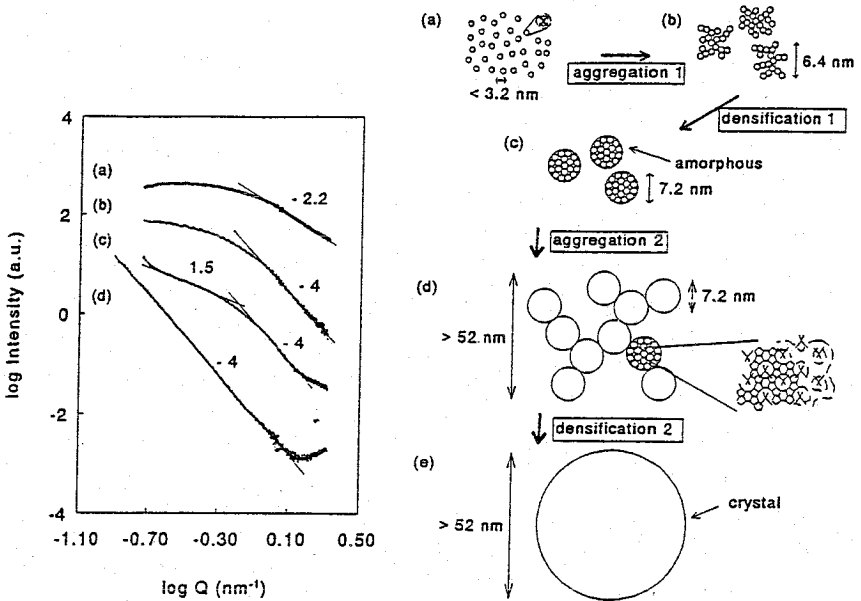 log Intensity (a.u.)
4
2
0
-2
-4
-1.10
-0.70
-0.30
0.10
0.50
log Q (nm⁻¹)
(a)
(b)
(c)
(d)
- 2.2
- 4
1.5
- 4
- 4
(a)
< 3.2 nm
aggregation 1
(b)
6.4 nm
densification 1
(c)
amorphous
7.2 nm
aggregation 2
(d)
> 52 nm
7.2 nm
densification 2
(e)
> 52 nm
crystal